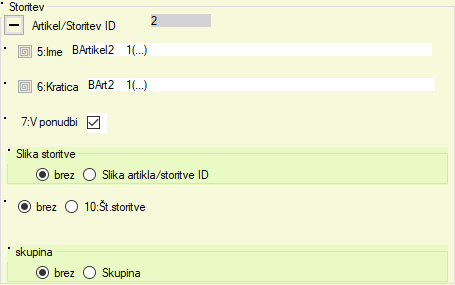 Storitev
Artikel/Storitev ID 2
5:Ime BArtikel2 1(...)
6:Kratica BArt2 1(...)
7:V ponudbi
Slika storitve
brez Slika artikla/storitve ID
brez 10:Št.storitve
skupina
brez Skupina